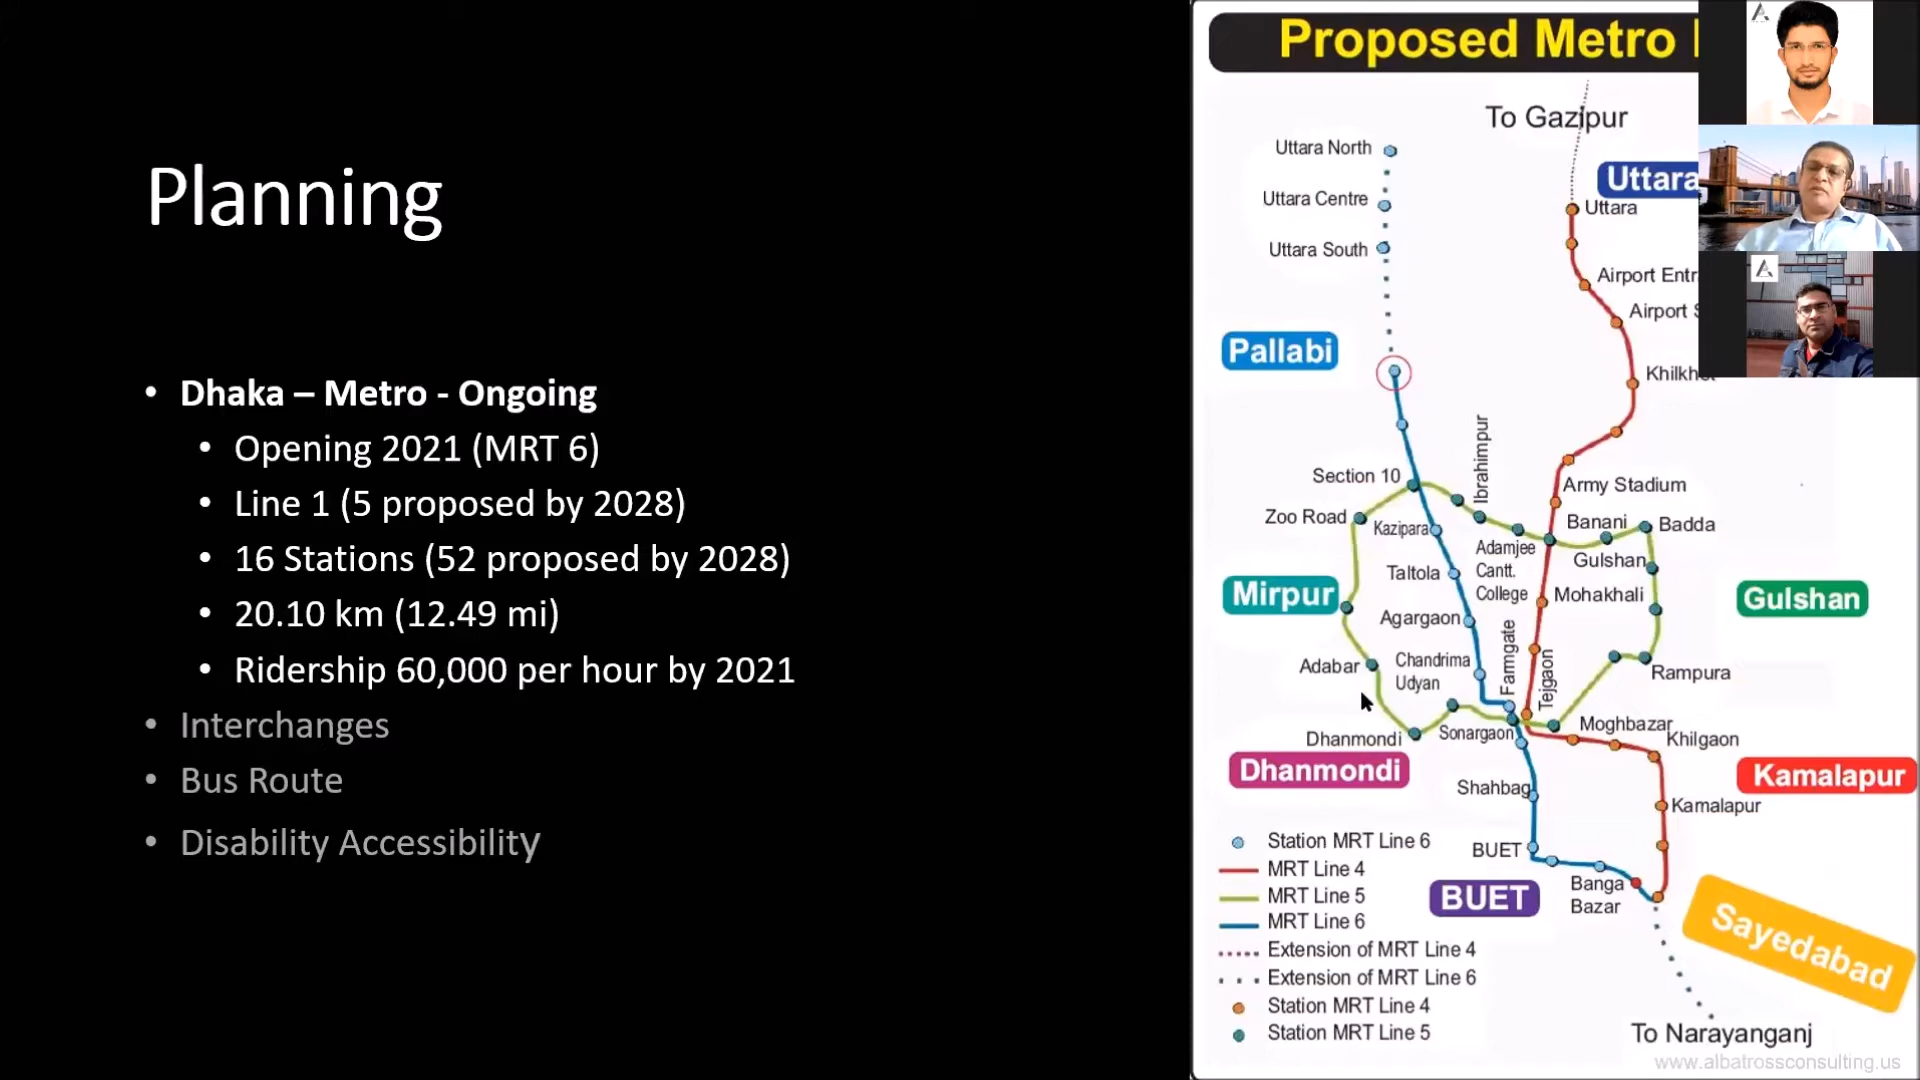 Planning
• Dhaka – Metro - Ongoing
• Opening 2021 (MRT 6)
• Line 1 (5 proposed by 2028)
• 16 Stations (52 proposed by 2028)
• 20.10 km (12.49 mi)
• Ridership 60,000 per hour by 2021
• Interchanges
• Bus Route
• Disability Accessibility
Proposed Metro
To Gazipur
Uttara North
Uttara Centre
Uttara South
Uttara
Uttara
Airport Entr
Airport S
Khilkhet
Pallabi
Section 10
Ibrahimpur
Army Stadium
Zoo Road
Kazipara
Banani
Badda
Adamjee
Cantt.
College
Gulshan
Taltola
Mirpur
Mohakhali
Gulshan
Agargaon
Adabar
Chandrima
Udyan
Farmgate
Tejgaon
Rampura
Dhanmondi
Sonargaon
Moghbazar
Khilgaon
Dhanmondi
Kamalapur
Shahbag
Kamalapur
BUET
BUET
Banga
Bazar
Sayedabad
Station MRT Line 6
MRT Line 4
MRT Line 5
MRT Line 6
Extension of MRT Line 4
Extension of MRT Line 6
Station MRT Line 4
Station MRT Line 5
To Narayanganj
www.albatrossconsulting.us